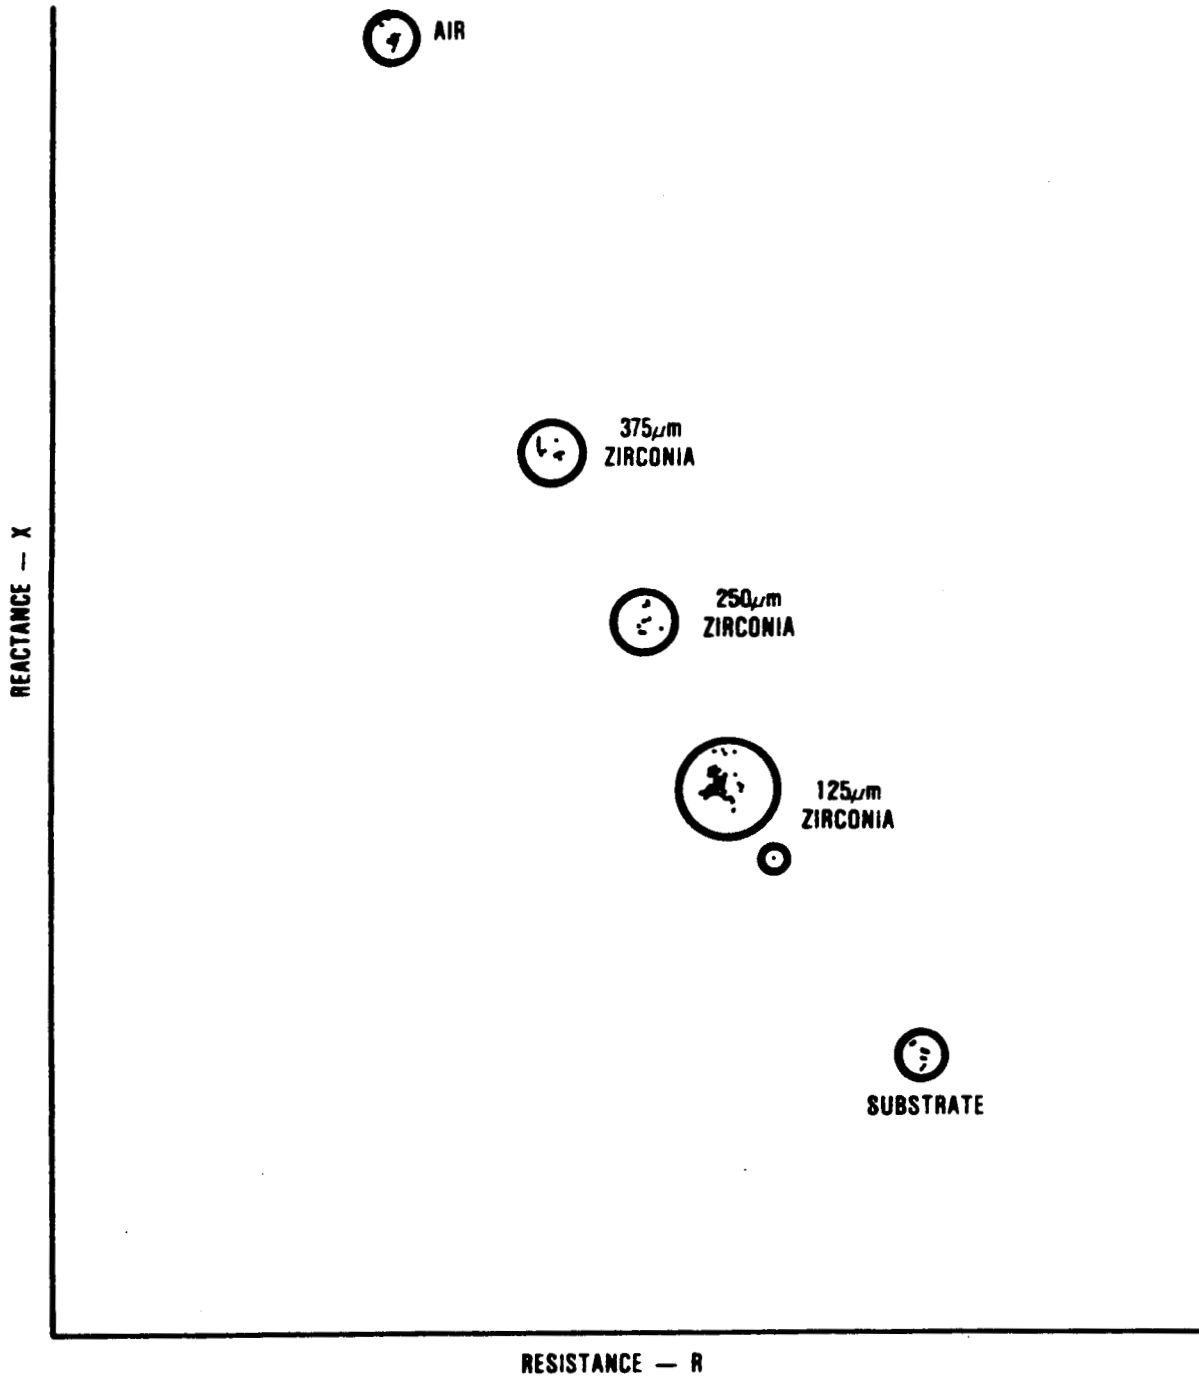 AIR
375μm
ZIRCONIA
250μm
ZIRCONIA
125μm
ZIRCONIA
SUBSTRATE
REACTANCE — X
RESISTANCE — R